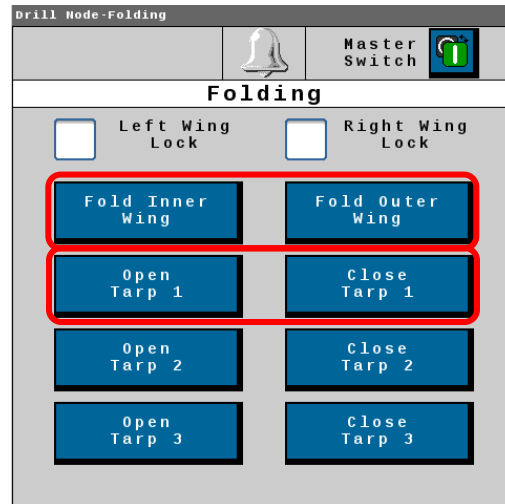 Drill Node-Folding
Master
Switch
Folding
Left Wing
Lock
Right Wing
Lock
Fold Inner
Wing
Fold Outer
Wing
Open
Tarp 1
Close
Tarp 1
Open
Tarp 2
Close
Tarp 2
Open
Tarp 3
Close
Tarp 3